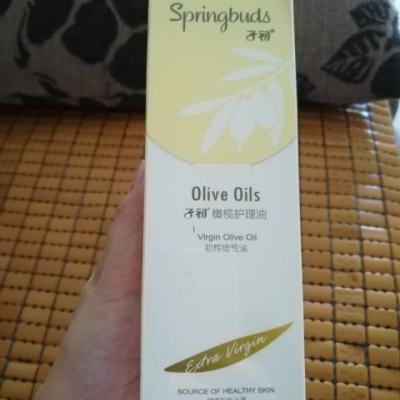 Springbuds
子初®
Olive Oils
子初® 橄榄护理油
Virgin Olive Oil
初榨橄榄油
Extra Virgin
SOURCE OF HEALTHY SKIN